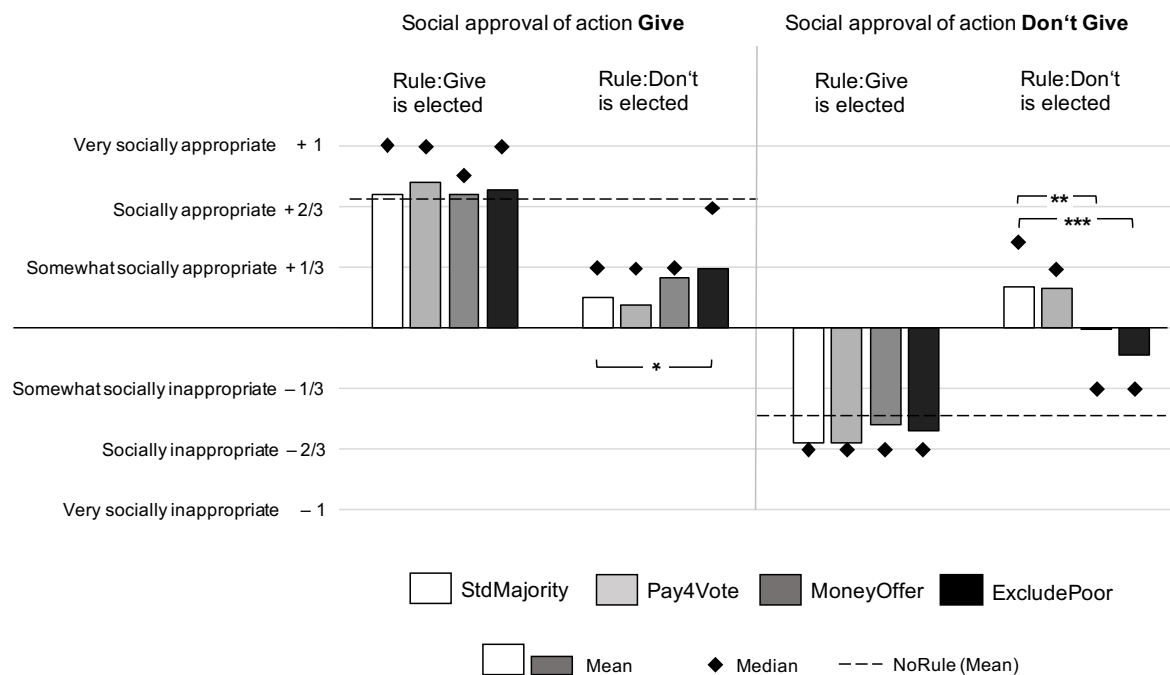 Social approval of action Give
Social approval of action Don‘t Give
Rule:Give
is elected
Rule:Don‘t
is elected
Rule:Give
is elected
Rule:Don‘t
is elected
Very socially appropriate + 1
Socially appropriate + 2/3
Somewhat socially appropriate + 1/3
Somewhat socially inappropriate – 1/3
Socially inappropriate – 2/3
Very socially inappropriate – 1
*
**
***
StdMajority Pay4Vote MoneyOffer ExcludePoor
Mean Median NoRule (Mean)